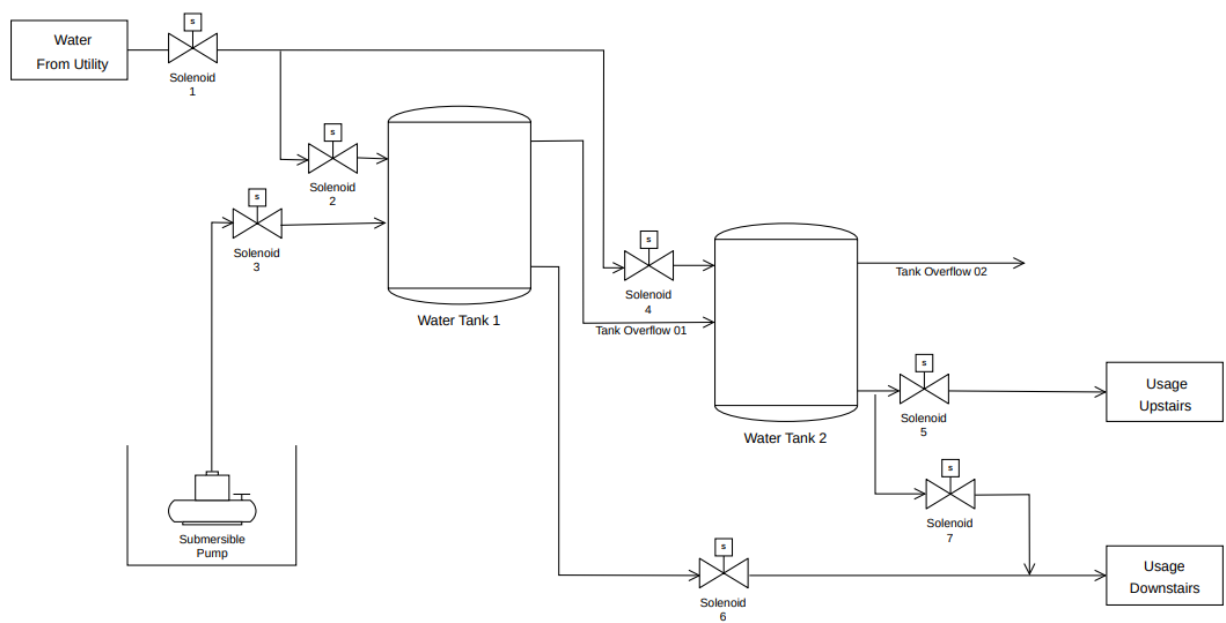 Water
From Utility
S
Solenoid
1
S
Solenoid
2
S
Solenoid
3
Water Tank 1
S
Solenoid
4
Tank Overflow 01
Tank Overflow 02
Water Tank 2
S
Solenoid
5
Usage
Upstairs
S
Solenoid
7
Submersible
Pump
S
Solenoid
6
Usage
Downstairs